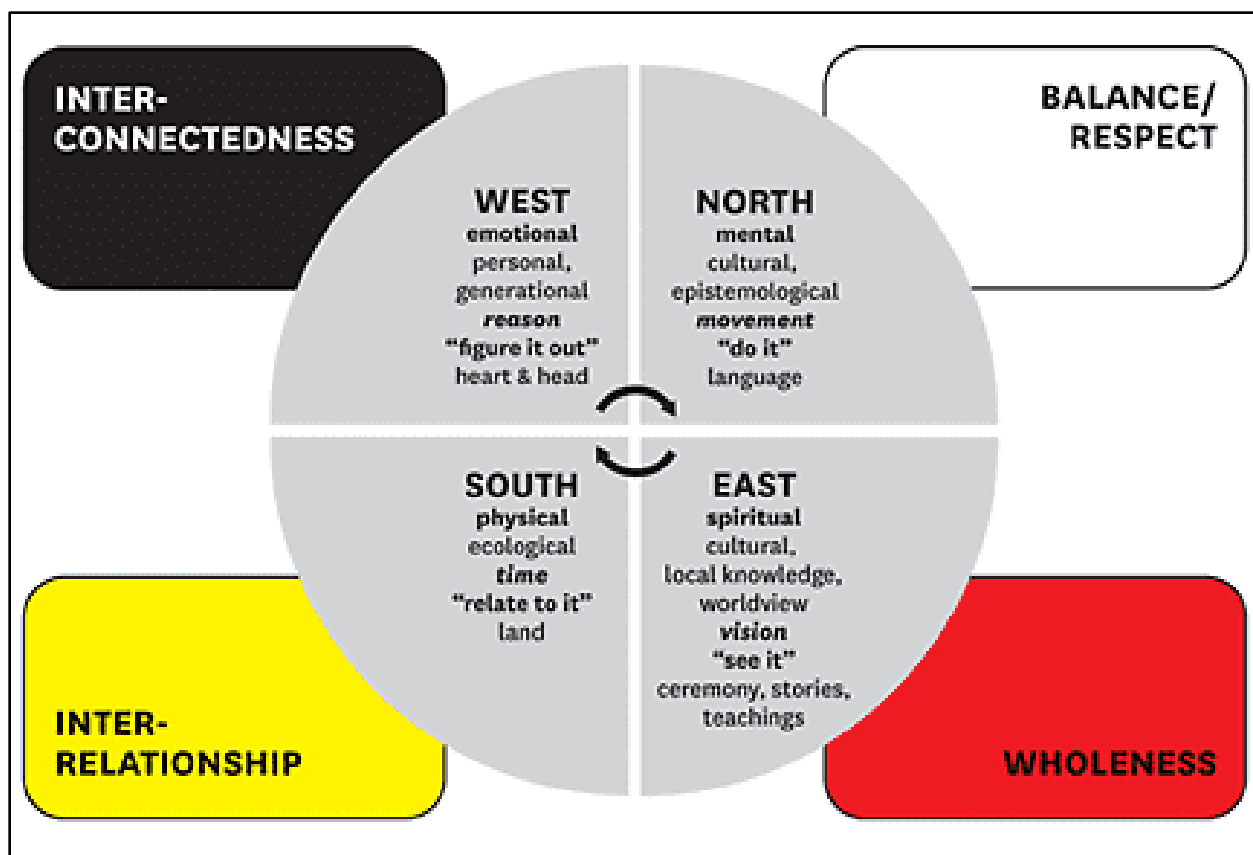 INTER-
CONNECTEDNESS
BALANCE/
RESPECT
WEST
emotional
personal,
generational
reason
“figure it out”
heart & head
NORTH
mental
cultural,
epistemological
movement
“do it”
language
SOUTH
physical
ecological
time
“relate to it”
land
EAST
spiritual
cultural,
local knowledge,
worldview
vision
“see it”
ceremony, stories,
teachings
INTER-
RELATIONSHIP
WHOLENESS